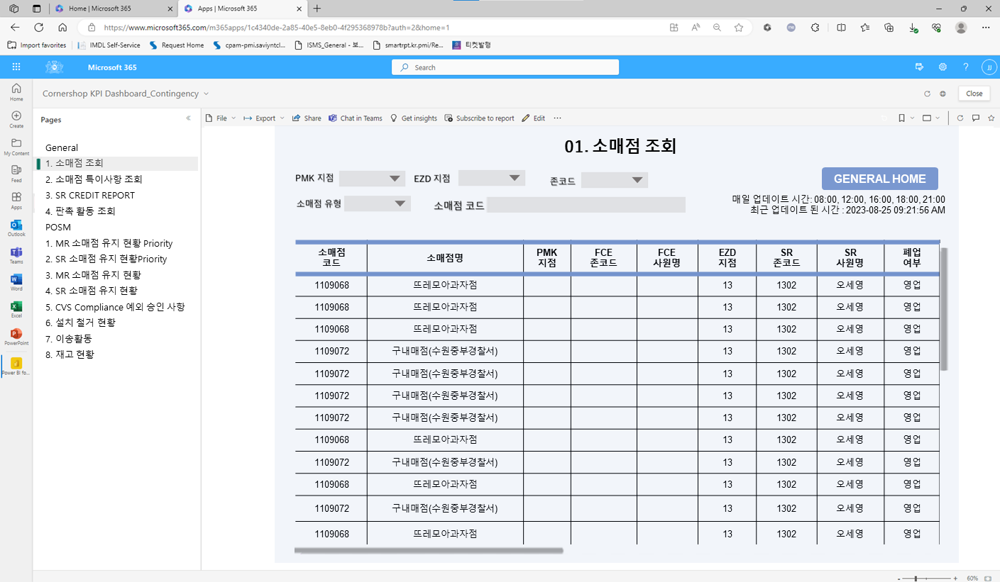 Home | Microsoft 365
Apps | Microsoft 365
https://www.microsoft365.com/m365apps/1c4340de-2a85-40e5-8eb0-4f295368978b?auth=2&home=1
Import favorites
IMDL Self-Service
Request Home
cpam-pmi.saviyntcl...
ISMS_General - 보...
smartrpt.kr.pmi/Re...
티켓발행
Microsoft 365
Search
JJ
Home
Create
My Content
Feed
Apps
Outlook
Teams
Word
Excel
PowerPoint
Power BI fo...
Cornershop KPI Dashboard_Contingency
Close
Pages
General
1. 소매점 조회
2. 소매점 특이사항 조회
3. SR CREDIT REPORT
4. 판촉 활동 조회
POSM
1. MR 소매점 유지 현황 Priority
2. SR 소매점 유지 현황Priority
3. MR 소매점 유지 현황
4. SR 소매점 유지 현황
5. CVS Compliance 예외 승인 사항
6. 설치 철거 현황
7. 이송활동
8. 재고 현황
File Export Share Chat in Teams Get insights Subscribe to report Edit ...
01. 소매점 조회
PMK 지점 EZD 지점 존코드
소매점 유형 소매점 코드
GENERAL HOME
매일 업데이트 시간: 08:00, 12:00, 16:00, 18:00, 21:00
최근 업데이트 된 시간 : 2023-08-25 09:21:56 AM
소매점 코드 소매점명 PMK 지점 FCE 존코드 FCE 사원명 EZD 지점 SR 존코드 SR 사원명 폐업 여부
1109068 뜨레모아과자점 13 1302 오세영 영업
1109068 뜨레모아과자점 13 1302 오세영 영업
1109068 뜨레모아과자점 13 1302 오세영 영업
1109072 구내매점(수원중부경찰서) 13 1302 오세영 영업
1109072 구내매점(수원중부경찰서) 13 1302 오세영 영업
1109072 구내매점(수원중부경찰서) 13 1302 오세영 영업
1109072 구내매점(수원중부경찰서) 13 1302 오세영 영업
1109068 뜨레모아과자점 13 1302 오세영 영업
1109072 구내매점(수원중부경찰서) 13 1302 오세영 영업
1109068 뜨레모아과자점 13 1302 오세영 영업
1109072 구내매점(수원중부경찰서) 13 1302 오세영 영업
1109068 뜨레모아과자점 13 1302 오세영 영업
60%